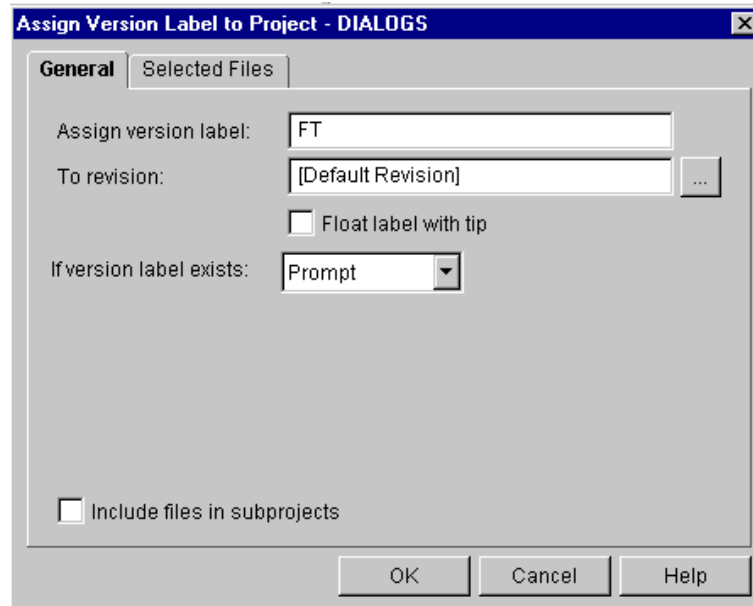 Assign Version Label to Project - DIALOGS
General Selected Files
Assign version label: FT
To revision: [Default Revision] ...
Float label with tip
If version label exists: Prompt
Include files in subprojects
OK Cancel Help